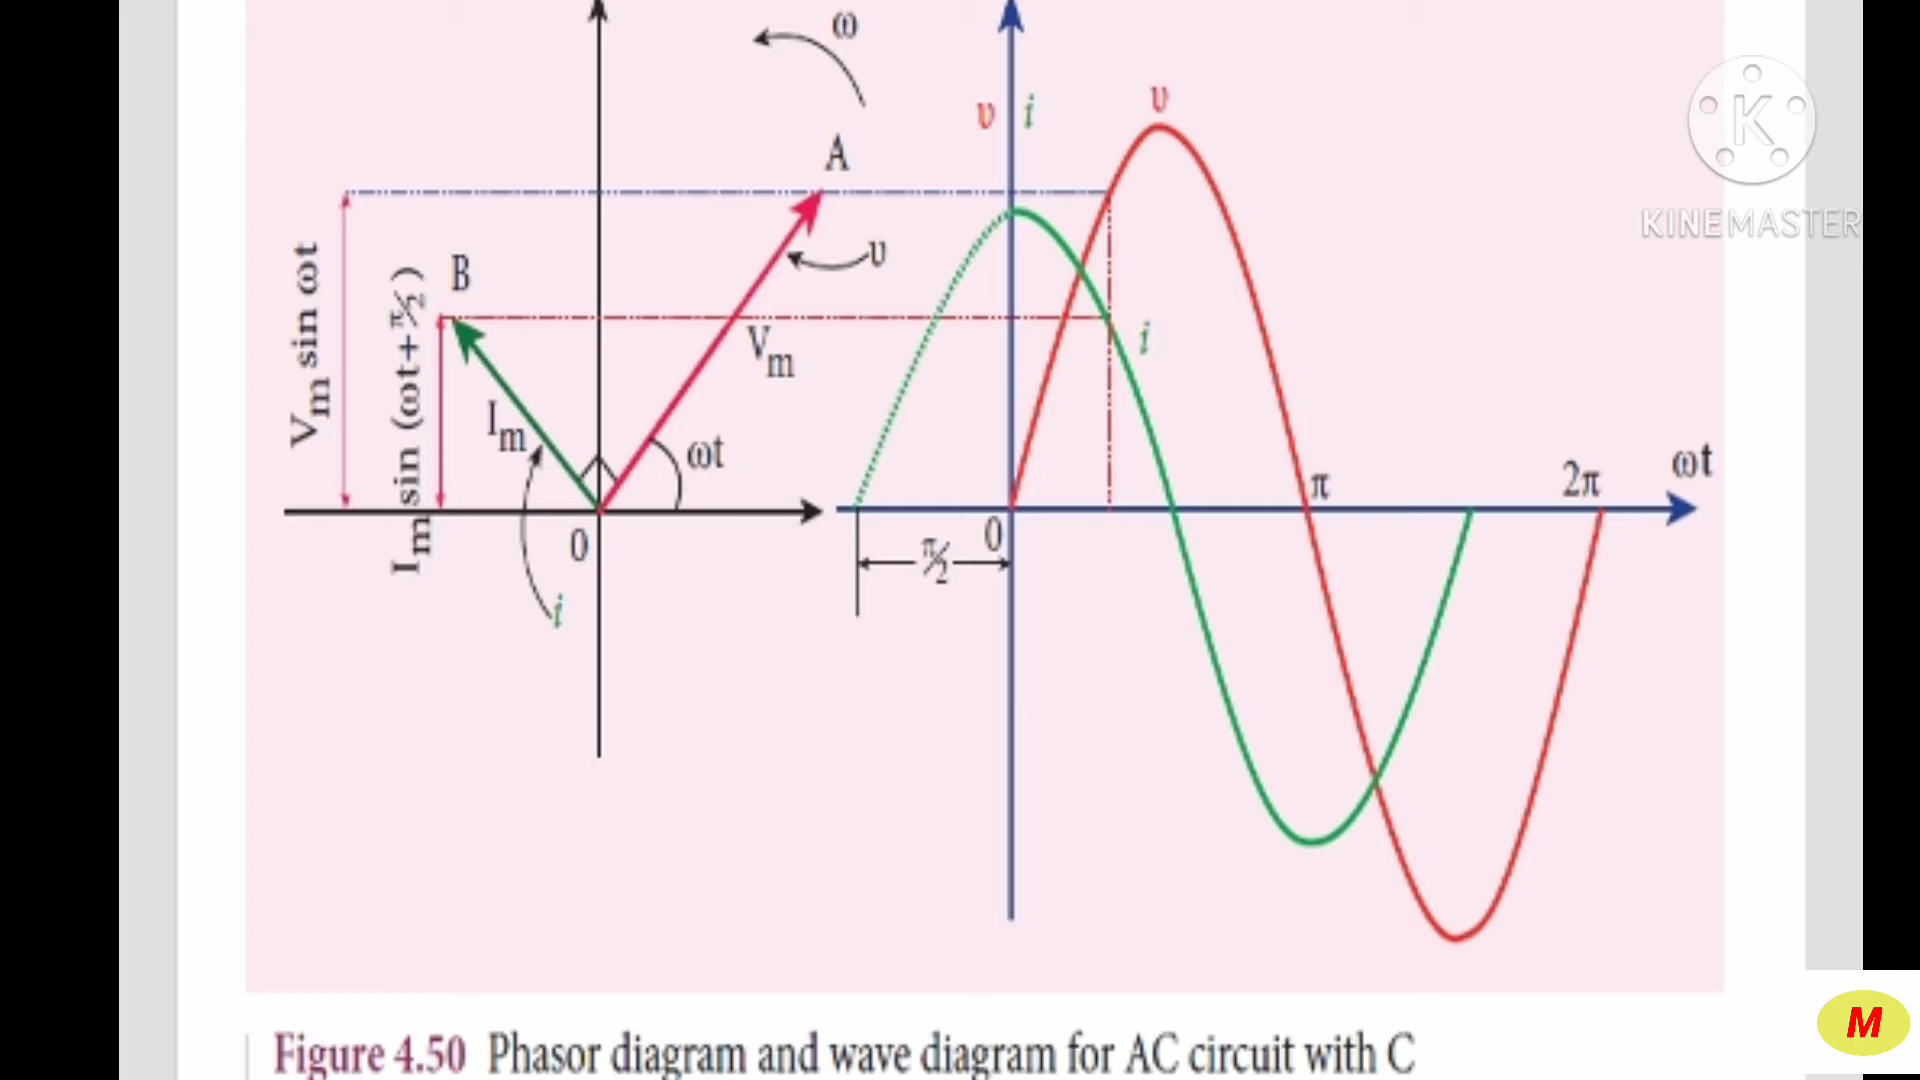 ω
υ i
υ
A
υ
B
V_m sin ωt
I_m sin (ωt+π/2)
V_m
I_m
ωt
i
π
2π
ωt
0
0
π/2
i
KINEMASTER
K
M
Figure 4.50 Phasor diagram and wave diagram for AC circuit with C